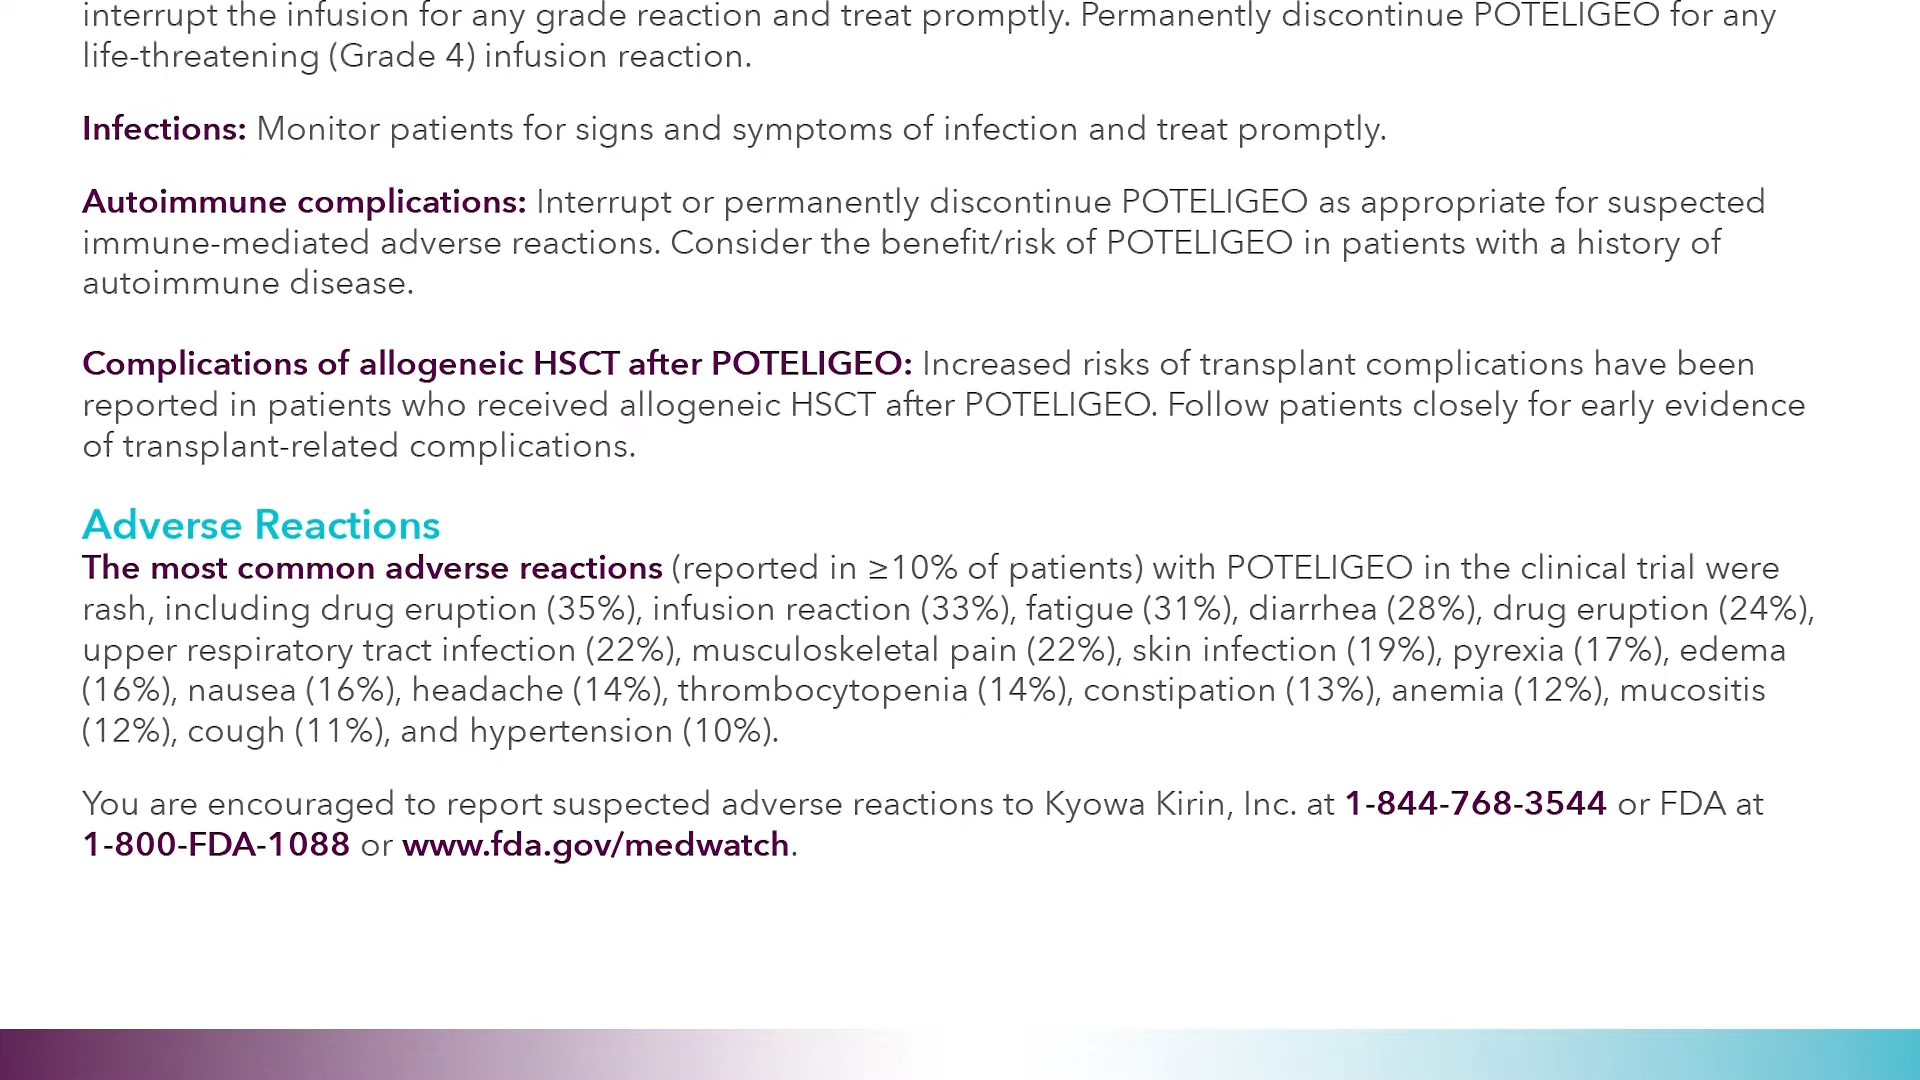 interrupt the infusion for any grade reaction and treat promptly. Permanently discontinue POTELIGEO for any
life-threatening (Grade 4) infusion reaction.
Infections: Monitor patients for signs and symptoms of infection and treat promptly.
Autoimmune complications: Interrupt or permanently discontinue POTELIGEO as appropriate for suspected
immune-mediated adverse reactions. Consider the benefit/risk of POTELIGEO in patients with a history of
autoimmune disease.
Complications of allogeneic HSCT after POTELIGEO: Increased risks of transplant complications have been
reported in patients who received allogeneic HSCT after POTELIGEO. Follow patients closely for early evidence
of transplant-related complications.
Adverse Reactions
The most common adverse reactions (reported in ≥10% of patients) with POTELIGEO in the clinical trial were
rash, including drug eruption (35%), infusion reaction (33%), fatigue (31%), diarrhea (28%), drug eruption (24%),
upper respiratory tract infection (22%), musculoskeletal pain (22%), skin infection (19%), pyrexia (17%), edema
(16%), nausea (16%), headache (14%), thrombocytopenia (14%), constipation (13%), anemia (12%), mucositis
(12%), cough (11%), and hypertension (10%).
You are encouraged to report suspected adverse reactions to Kyowa Kirin, Inc. at 1-844-768-3544 or FDA at
1-800-FDA-1088 or www.fda.gov/medwatch.